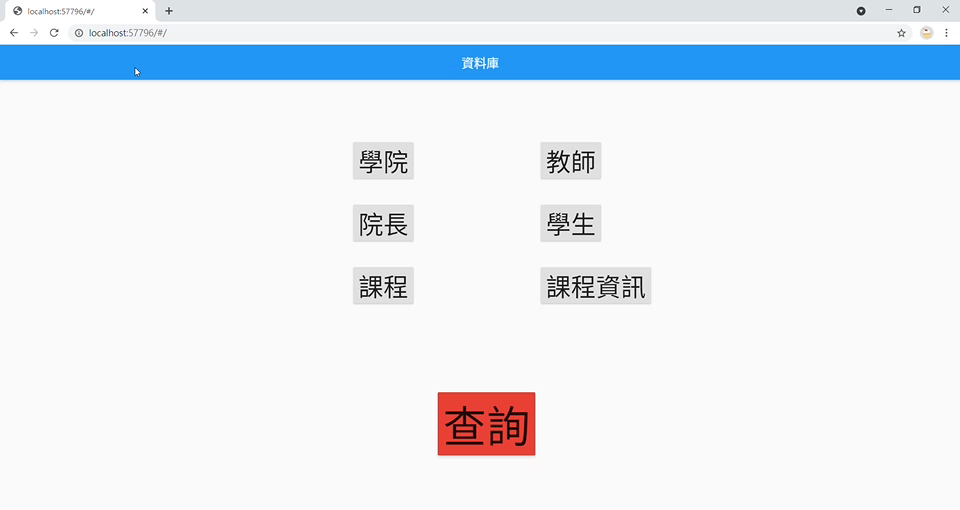 localhost:57796/#/
localhost:57796/#/
資料庫
學院 教師
院長 學生
課程 課程資訊
查詢